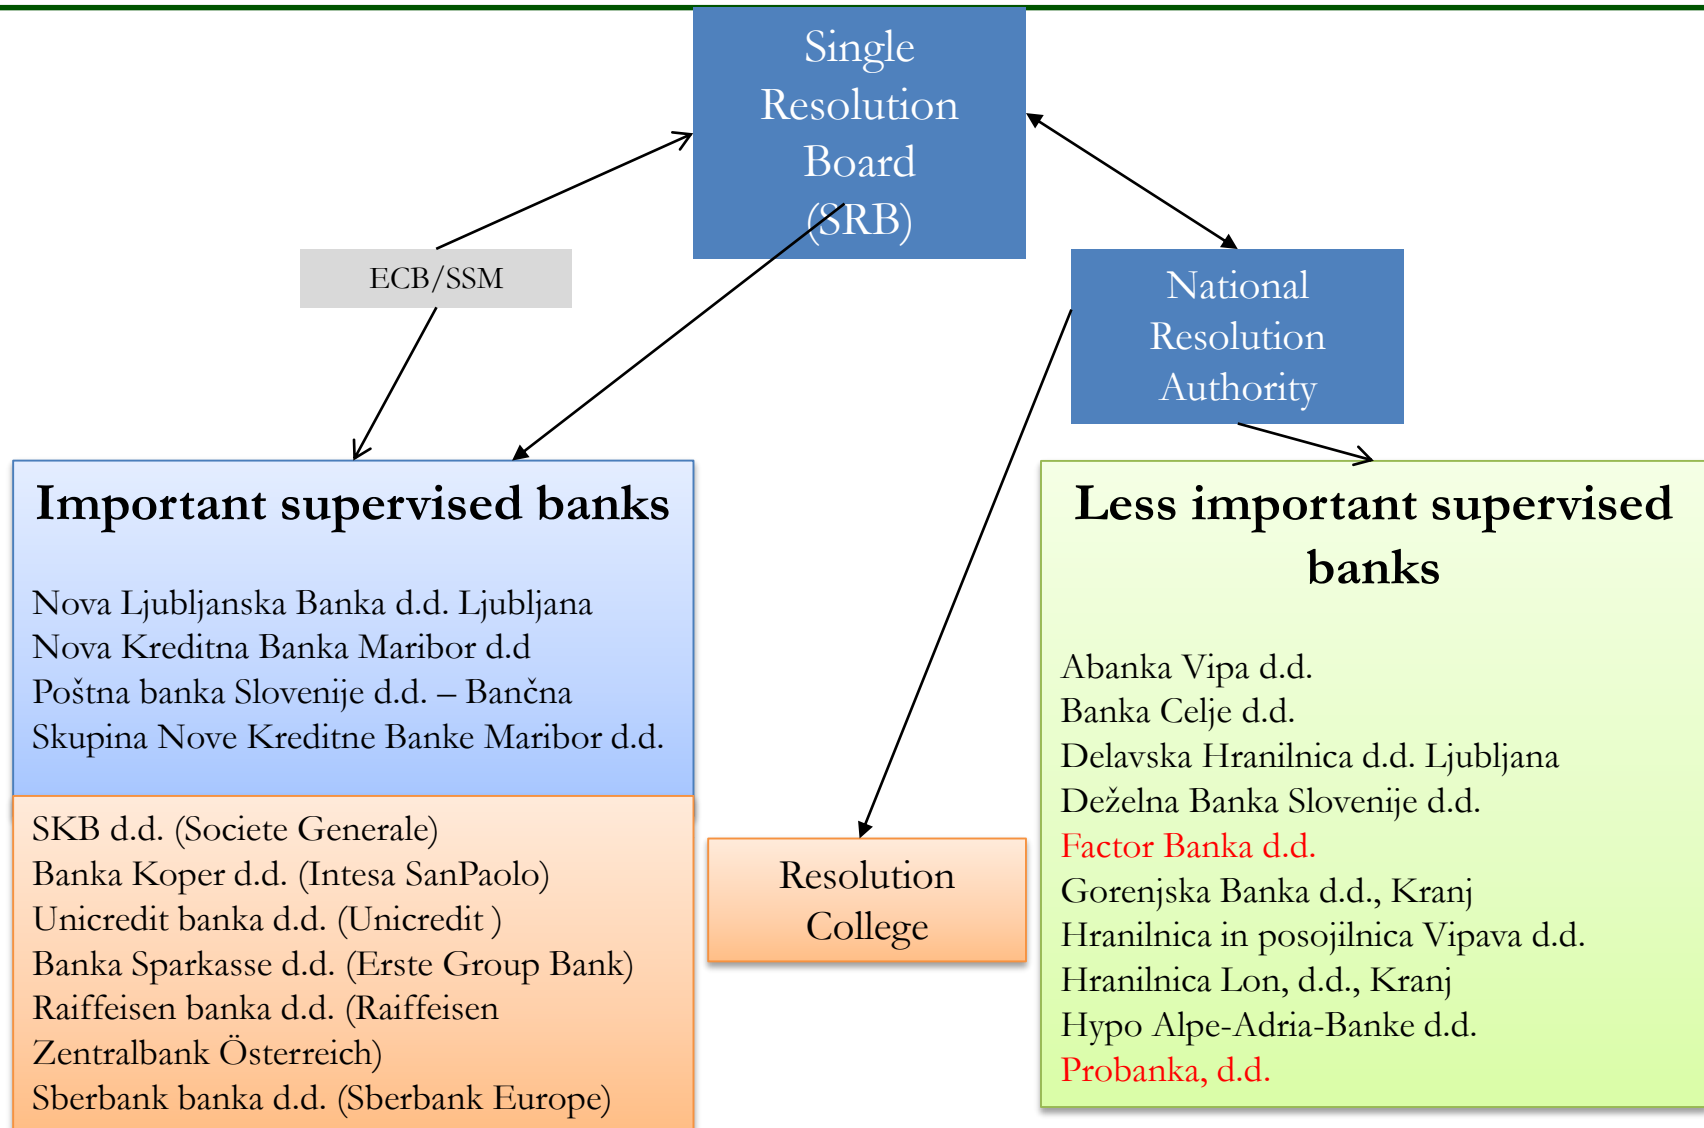 Single
Resolution
Board
(SRB)
ECB/SSM
National
Resolution
Authority
Important supervised banks
Nova Ljubljanska Banka d.d. Ljubljana
Nova Kreditna Banka Maribor d.d
Poštna banka Slovenije d.d. – Bančna
Skupina Nove Kreditne Banke Maribor d.d.
SKB d.d. (Societe Generale)
Banka Koper d.d. (Intesa SanPaolo)
Unicredit banka d.d. (Unicredit )
Banka Sparkasse d.d. (Erste Group Bank)
Raiffeisen banka d.d. (Raiffeisen
Zentralbank Österreich)
Sberbank banka d.d. (Sberbank Europe)
Resolution
College
Less important supervised
banks
Abanka Vipa d.d.
Banka Celje d.d.
Delavska Hranilnica d.d. Ljubljana
Deželna Banka Slovenije d.d.
Factor Banka d.d.
Gorenjska Banka d.d., Kranj
Hranilnica in posojilnica Vipava d.d.
Hranilnica Lon, d.d., Kranj
Hypo Alpe-Adria-Banke d.d.
Probanka, d.d.